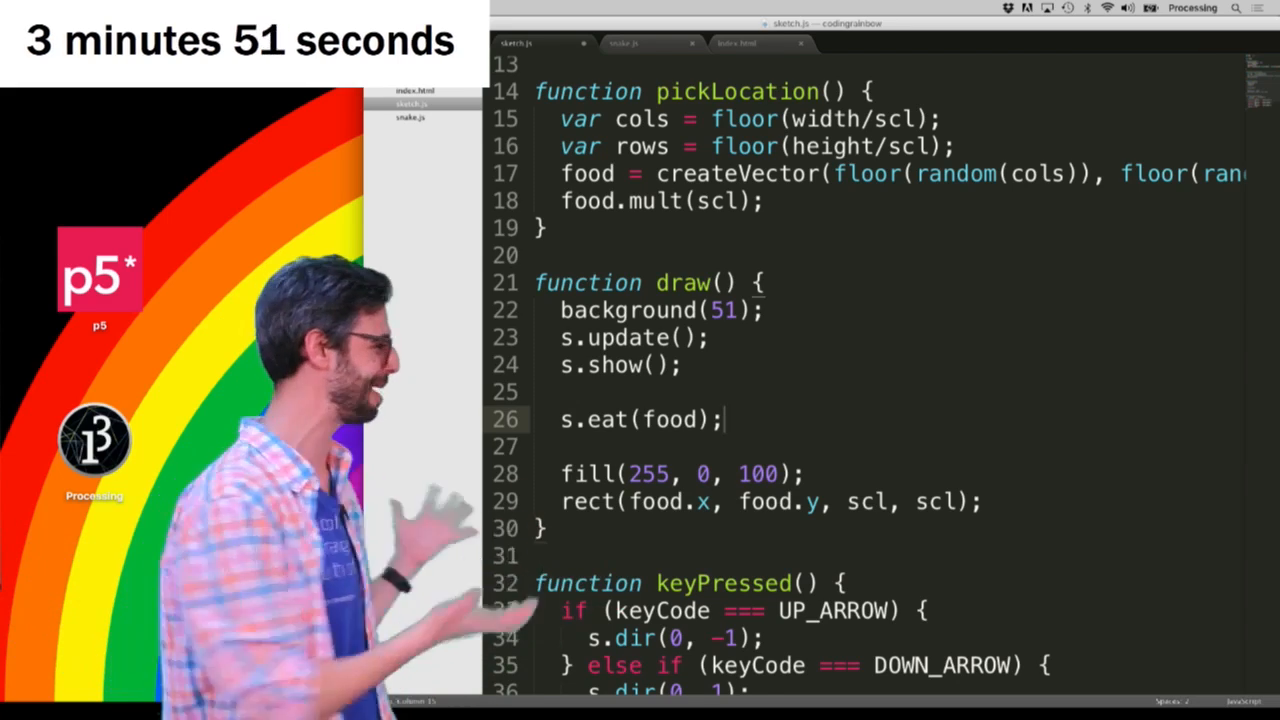 3 minutes 51 seconds
Processing
sketch.js — codingrainbow
sketch.js
snake.js
index.html
index.html
sketch.js
snake.js
13
14 function pickLocation() {
15 var cols = floor(width/scl);
16 var rows = floor(height/scl);
17 food = createVector(floor(random(cols)), floor(ran
18 food.mult(scl);
19 }
20
21 function draw() {
22 background(51);
23 s.update();
24 s.show();
25
26 s.eat(food);
27
28 fill(255, 0, 100);
29 rect(food.x, food.y, scl, scl);
30 }
31
32 function keyPressed() {
33 if (keyCode === UP_ARROW) {
34 s.dir(0, -1);
35 } else if (keyCode === DOWN_ARROW) {
36 s.dir(0, 1);
p5*
p5
Processing
Spaces: 2
JavaScript